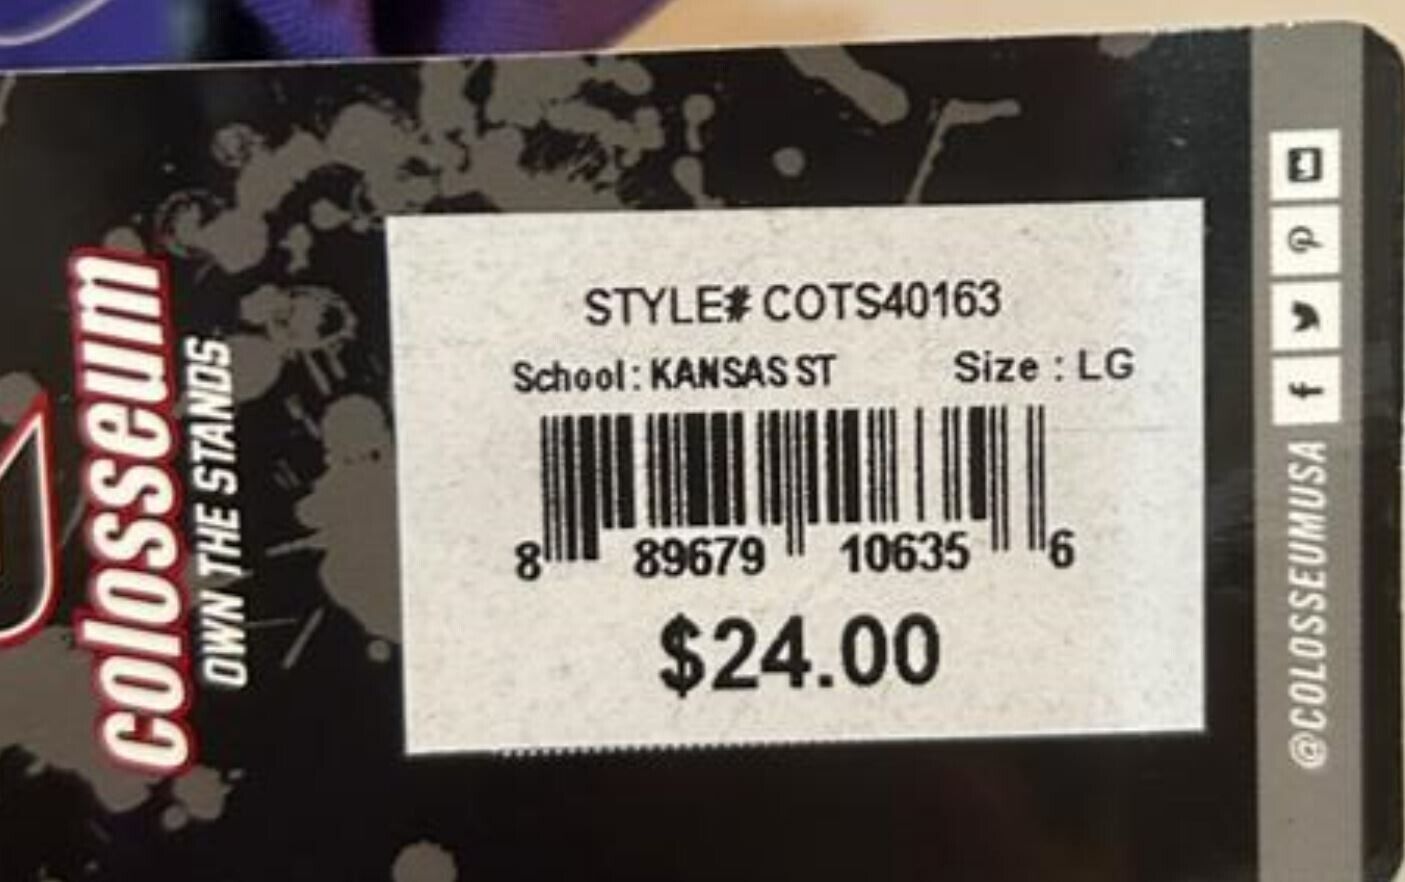 colosseum
OWN THE STANDS
STYLE# COTS40163
School: KANSAS ST Size : LG
8 89679 10635 6
$24.00
@COLOSSEUMUSA